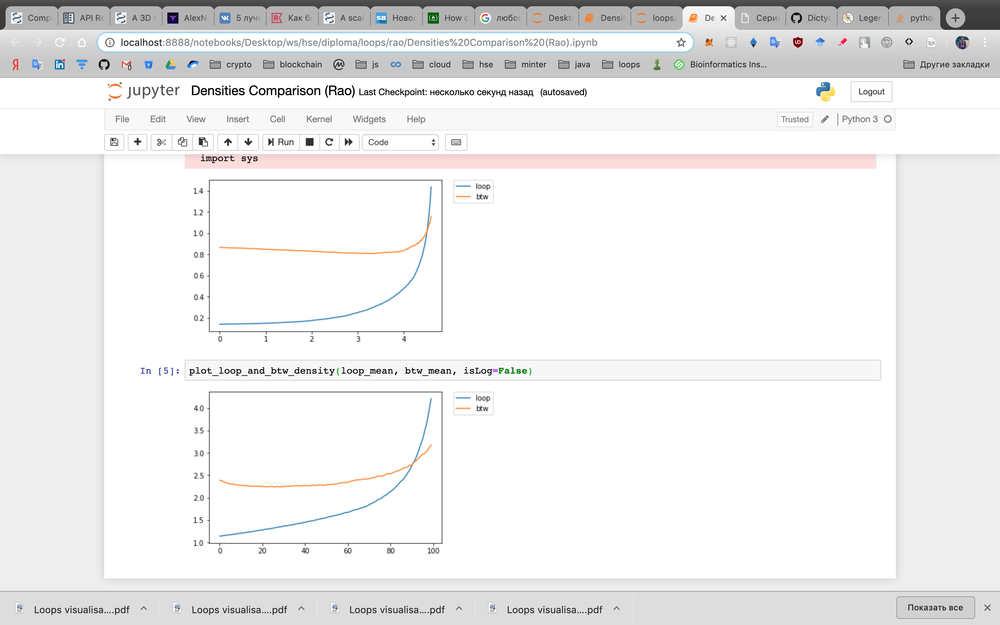 Comp API Re A 3D r AlexNe 5 лучш Как бы A scal Новос How c любов Deskt Densit loops/ De Сериа Dictyo Legen pytho
localhost:8888/notebooks/Desktop/ws/hse/diploma/loops/rao/Densities%20Comparison%20(Rao).ipynb
crypto blockchain js cloud hse minter java loops Bioinformatics Ins... Другие закладки
jupyter Densities Comparison (Rao) Last Checkpoint: несколько секунд назад (autosaved) Logout
File Edit View Insert Cell Kernel Widgets Help Trusted Python 3
Run Code
import sys
loop
btw
1.4
1.2
1.0
0.8
0.6
0.4
0.2
0 1 2 3 4
In [5]: plot_loop_and_btw_density(loop_mean, btw_mean, isLog=False)
loop
btw
4.0
3.5
3.0
2.5
2.0
1.5
1.0
0 20 40 60 80 100
Loops visualisa....pdf Loops visualisa....pdf Loops visualisa....pdf Loops visualisa....pdf Показать все